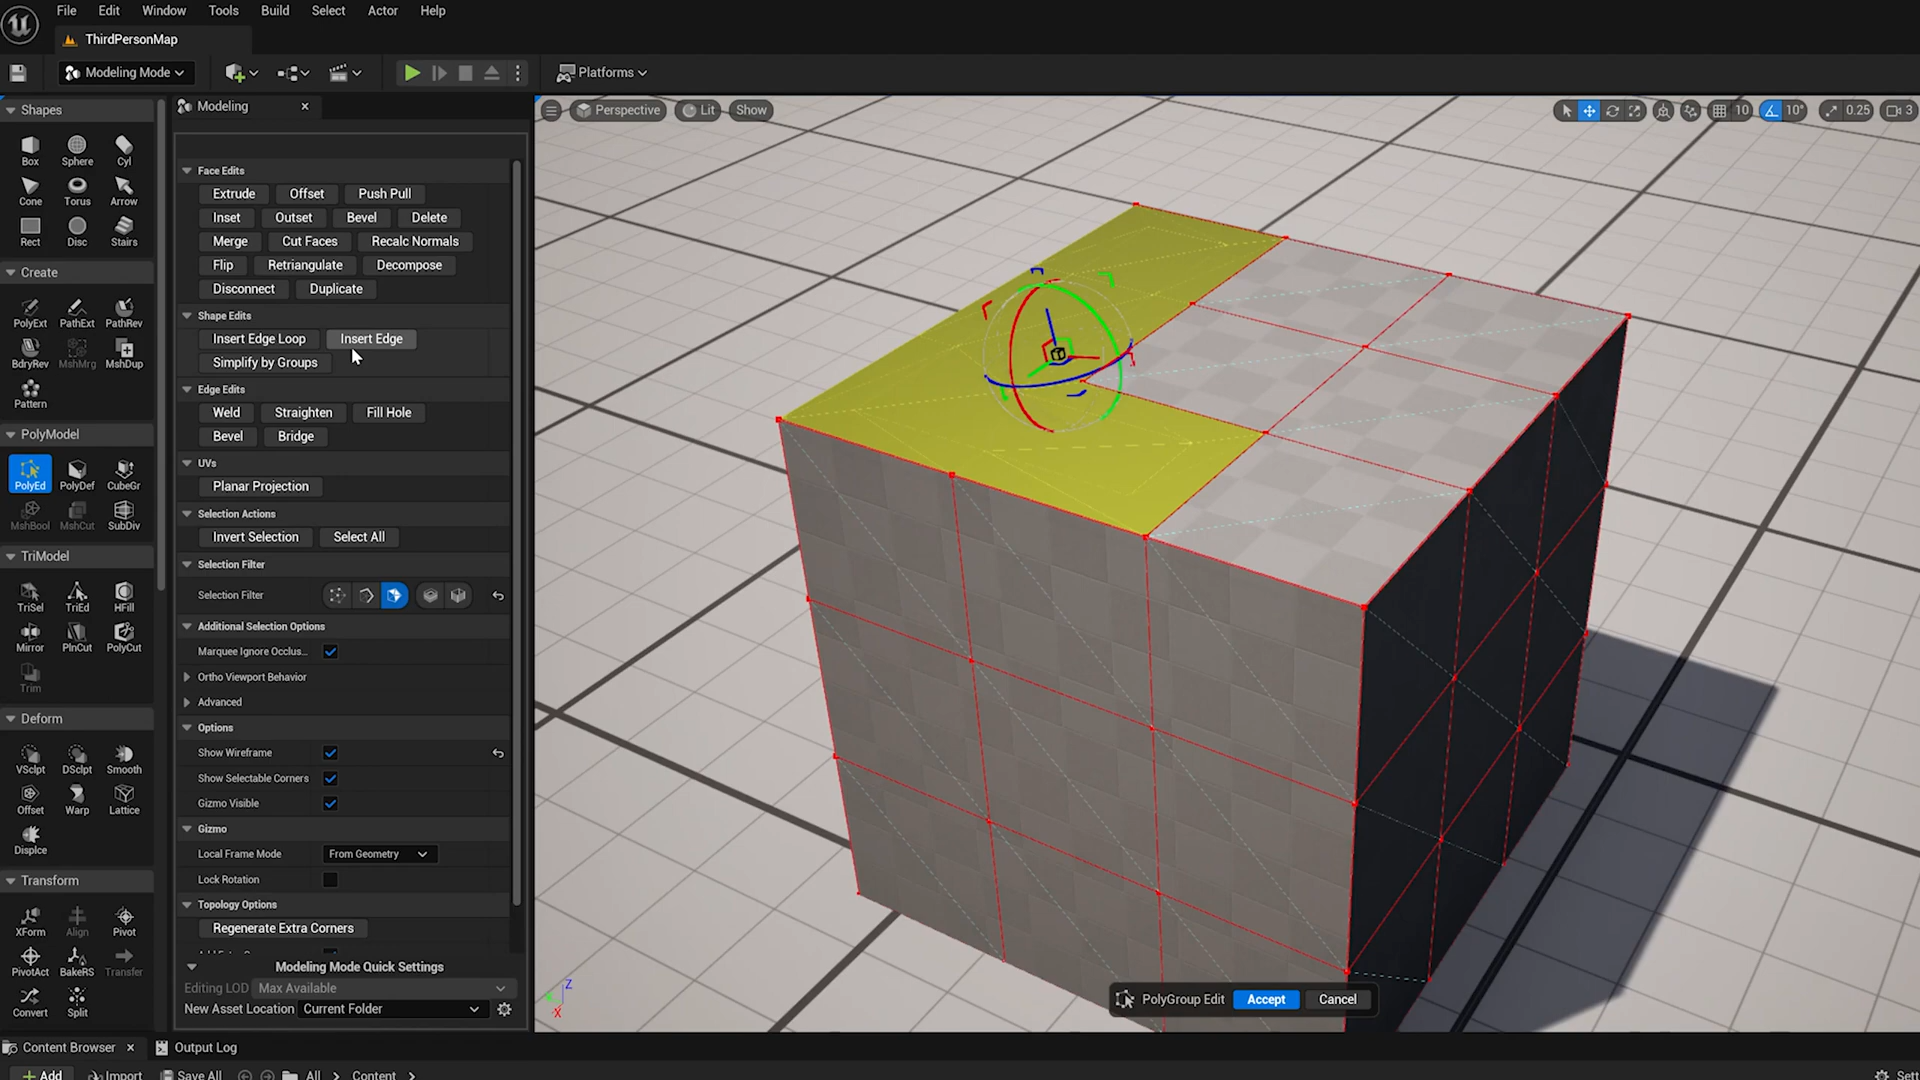 File Edit Window Tools Build Select Actor Help
ThirdPersonMap
Modeling Mode Platforms
Shapes
Box Sphere Cyl
Cone Torus Arrow
Rect Disc Stairs
Create
PolyExt PathExt PathRev
BdryRev MshMrg MshDup
Pattern
PolyModel
PolyEd PolyDef CubeGr
MshBool MshCut SubDiv
TriModel
TriSel TriEd HFill
Mirror PlnCut PolyCut
Trim
Deform
VSclpt DSclpt Smooth
Offset Warp Lattice
Displce
Transform
XForm Align Pivot
PivotAct BakeRS Transfer
Convert Split
Modeling
Face Edits
Extrude Offset Push Pull
Inset Outset Bevel Delete
Merge Cut Faces Recalc Normals
Flip Retriangulate Decompose
Disconnect Duplicate
Shape Edits
Insert Edge Loop Insert Edge
Simplify by Groups
Edge Edits
Weld Straighten Fill Hole
Bevel Bridge
UVs
Planar Projection
Selection Actions
Invert Selection Select All
Selection Filter
Selection Filter
Additional Selection Options
Marquee Ignore Occlus...
Ortho Viewport Behavior
Advanced
Options
Show Wireframe
Show Selectable Corners
Gizmo Visible
Gizmo
Local Frame Mode From Geometry
Lock Rotation
Topology Options
Regenerate Extra Corners
Modeling Mode Quick Settings
Editing LOD Max Available
New Asset Location Current Folder
Perspective Lit Show 10 10° 0.25 3
Z
X
PolyGroup Edit Accept Cancel
Content Browser Output Log
Add Import Save All All Content Sett